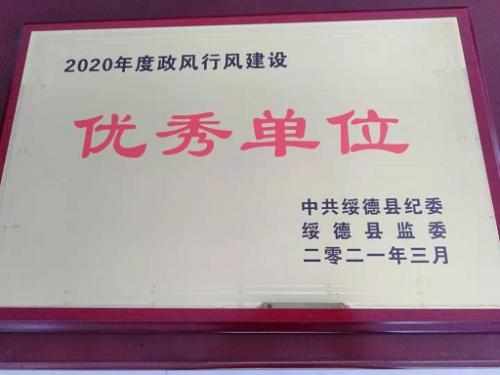 2020年度政风行风建设
优秀单位
中共绥德县纪委
绥德县监委
二零二一年三月